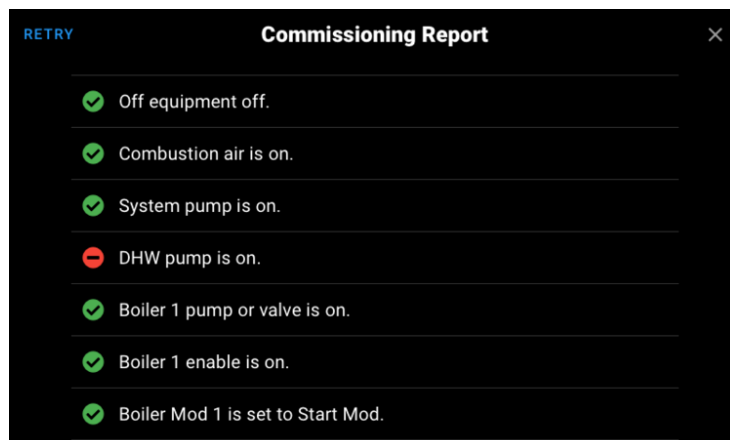 RETRY
Commissioning Report
Off equipment off.
Combustion air is on.
System pump is on.
DHW pump is on.
Boiler 1 pump or valve is on.
Boiler 1 enable is on.
Boiler Mod 1 is set to Start Mod.